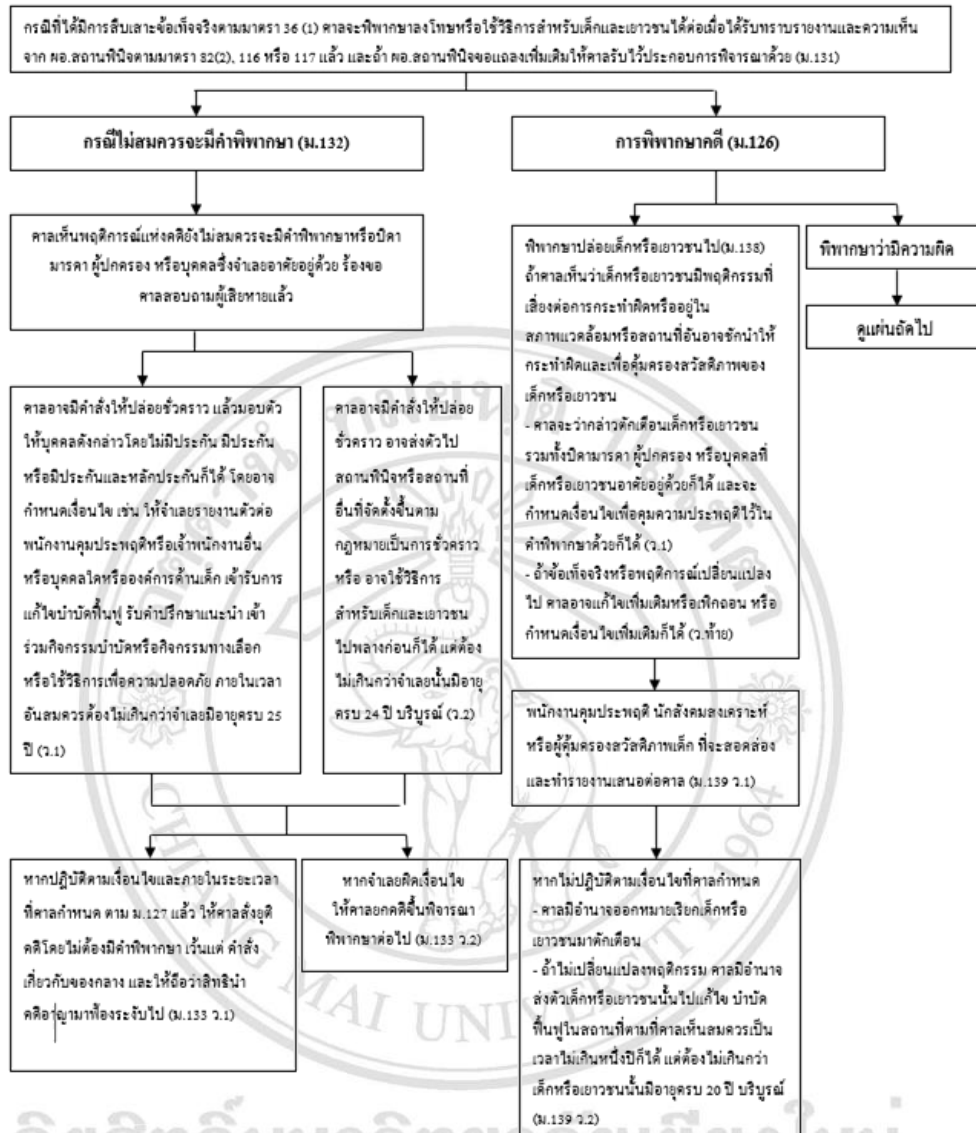 กรณีที่ได้มีการสืบเสาะข้อเท็จจริงตามมาตรา 36 (1) ศาลจะพิพากษาลงโทษหรือใช้วิธีการสำหรับเด็กและเยาวชนได้ต่อเมื่อได้รับทราบรายงานและความเห็น
จาก ผอ.สถานพินิจตามมาตรา 82(2), 116 หรือ 117 แล้ว และถ้า ผอ.สถานพินิจขอแถลงเพิ่มเติมให้ศาลรับไว้ประกอบการพิจารณาด้วย (ม.131)
กรณีไม่สมควรจะมีคำพิพากษา (ม.132)
ศาลเห็นพฤติการณ์แห่งคดียังไม่สมควรจะมีคำพิพากษาหรือบิดา
มารดา ผู้ปกครอง หรือบุคคลซึ่งจำเลยอาศัยอยู่ด้วย ร้องขอ
ศาลสอบถามผู้เสียหายแล้ว
ศาลอาจมีคำสั่งให้ปล่อยชั่วคราว แล้วมอบตัว
ให้บุคคลดังกล่าวโดยไม่มีประกัน มีประกัน
หรือมีประกันและหลักประกันก็ได้ โดยอาจ
กำหนดเงื่อนไข เช่น ให้จำเลยรายงานตัวต่อ
พนักงานคุมประพฤติหรือเจ้าพนักงานอื่น
หรือบุคคลใดหรือองค์การด้านเด็ก เข้ารับการ
แก้ไขบำบัดฟื้นฟู รับคำปรึกษาแนะนำ เข้า
ร่วมกิจกรรมบำบัดหรือกิจกรรมทางเลือก
หรือใช้วิธีการเพื่อความปลอดภัย ภายในเวลา
อันสมควรต้องไม่เกินกว่าจำเลยมีอายุครบ 25
ปี (ว.1)
ศาลอาจมีคำสั่งให้ปล่อย
ชั่วคราว อาจส่งตัวไป
สถานพินิจหรือสถานที่
อื่นที่จัดตั้งขึ้นตาม
กฎหมายเป็นการชั่วคราว
หรือ อาจใช้วิธีการ
สำหรับเด็กและเยาวชน
ไปพลางก่อนก็ได้ แต่ต้อง
ไม่เกินกว่าจำเลยนั้นมีอายุ
ครบ 24 ปี บริบูรณ์ (ว.2)
หากปฏิบัติตามเงื่อนไขและภายในระยะเวลา
ที่ศาลกำหนด ตาม ม.127 แล้ว ให้ศาลสั่งยุติ
คดีโดยไม่ต้องมีคำพิพากษา เว้นแต่ คำสั่ง
เกี่ยวกับของกลาง และให้ถือว่าสิทธินำ
คดีอาญามาฟ้องระงับไป (ม.133 ว.1)
หากจำเลยผิดเงื่อนไข
ให้ศาลยกคดีขึ้นพิจารณา
พิพากษาต่อไป (ม.133 ว.2)
การพิพากษาคดี (ม.126)
พิพากษาปล่อยเด็กหรือเยาวชนไป(ม.138)
ถ้าศาลเห็นว่าเด็กหรือเยาวชนมีพฤติกรรมที่
เสี่ยงต่อการกระทำผิดหรืออยู่ใน
สภาพแวดล้อมหรือสถานที่อันอาจชักนำให้
กระทำผิดและเพื่อคุ้มครองสวัสดิภาพของ
เด็กหรือเยาวชน
- ศาลจะว่ากล่าวตักเตือนเด็กหรือเยาวชน
รวมทั้งบิดามารดา ผู้ปกครอง หรือบุคคลที่
เด็กหรือเยาวชนอาศัยอยู่ด้วยก็ได้ และจะ
กำหนดเงื่อนไขเพื่อคุมความประพฤติไว้ใน
คำพิพากษาด้วยก็ได้ (ว.1)
- ถ้าข้อเท็จจริงหรือพฤติการณ์เปลี่ยนแปลง
ไป ศาลอาจแก้ไขเพิ่มเติมหรือเพิกถอน หรือ
กำหนดเงื่อนไขเพิ่มเติมก็ได้ (ว.ท้าย)
พนักงานคุมประพฤติ นักสังคมสงเคราะห์
หรือผู้คุ้มครองสวัสดิภาพเด็ก ที่จะสอดส่อง
และทำรายงานเสนอต่อศาล (ม.139 ว.1)
หากไม่ปฏิบัติตามเงื่อนไขที่ศาลกำหนด
- ศาลมีอำนาจออกหมายเรียกเด็กหรือ
เยาวชนมาตักเตือน
- ถ้าไม่เปลี่ยนแปลงพฤติกรรม ศาลมีอำนาจ
ส่งตัวเด็กหรือเยาวชนนั้นไปแก้ไข บำบัด
ฟื้นฟูในสถานที่ตามที่ศาลเห็นสมควรเป็น
เวลาไม่เกินหนึ่งปีก็ได้ แต่ต้องไม่เกินกว่า
เด็กหรือเยาวชนนั้นมีอายุครบ 20 ปี บริบูรณ์
(ม.139 ว.2)
พิพากษาว่ามีความผิด
ดูแผ่นถัดไป
CHIANG MAI UNIVERSITY 1964